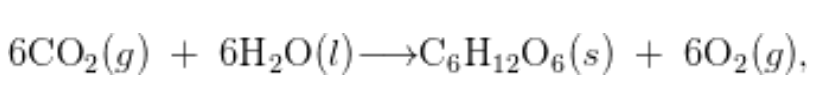 6CO₂(g) + 6H₂O(l)⟶C₆H₁₂O₆(s) + 6O₂(g),